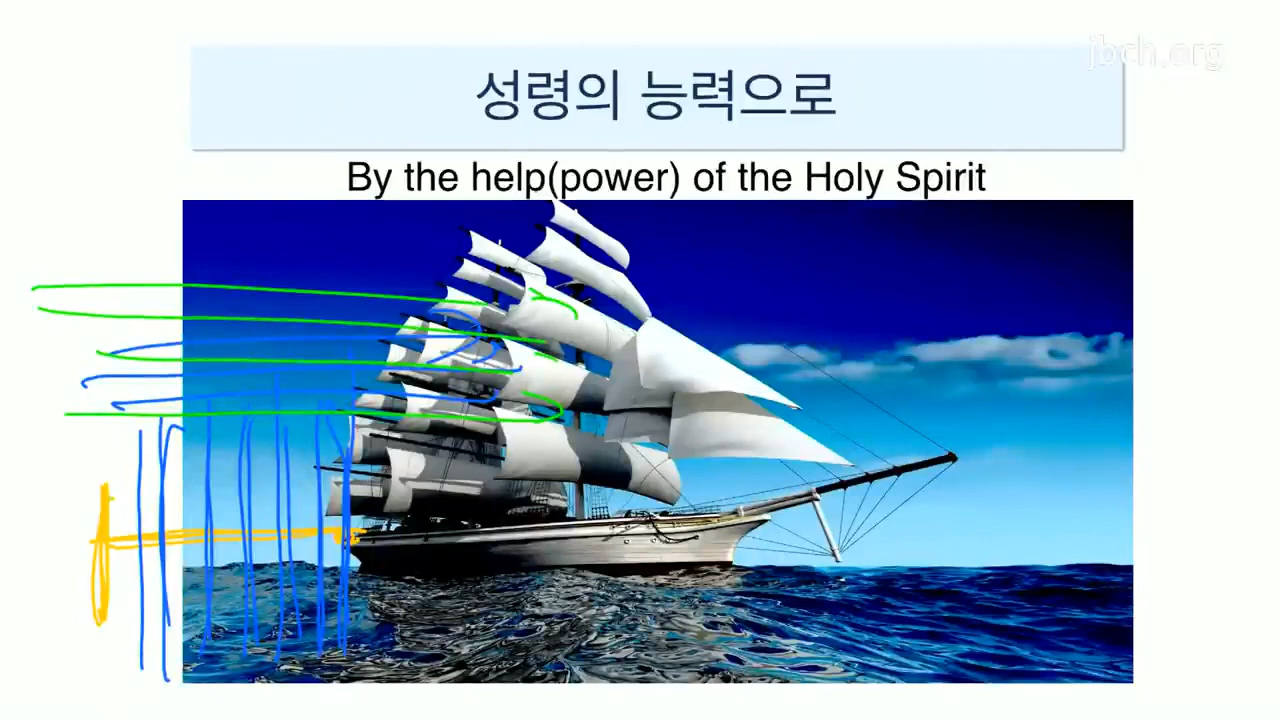 jbch.org
성령의 능력으로
By the help(power) of the Holy Spirit